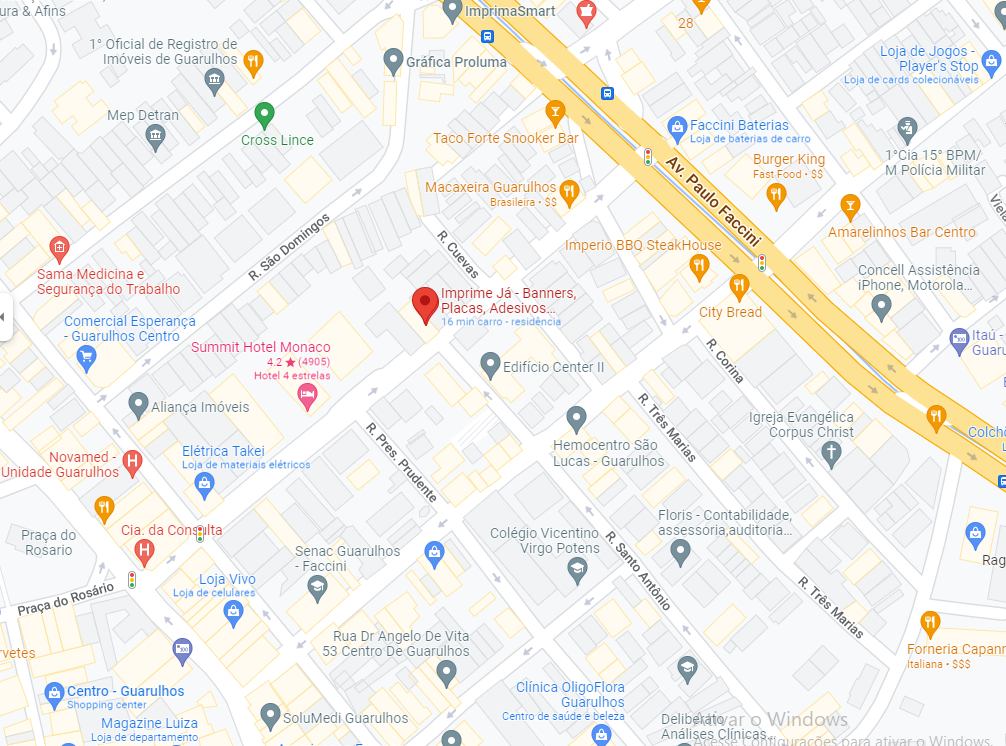 ura & Afins
ImprimaSmart
28
1° Oficial de Registro de
Imóveis de Guarulhos
Gráfica Proluma
Loja de Jogos -
Player's Stop
Loja de cards colecionáveis
Mep Detran
Cross Lince
Taco Forte Snooker Bar
Faccini Baterias
Loja de baterias de carro
Burger King
Fast Food • $$
1°Cia 15° BPM/
M Polícia Militar
Av. Paulo Faccini
Macaxeira Guarulhos
Brasileira • $$
R. São Domingos
R. Cuevas
Imperio BBQ SteakHouse
Amarelinhos Bar Centro
Sama Medicina e
Segurança do Trabalho
Concell Assistência
iPhone, Motorola...
Imprime Já - Banners,
Placas, Adesivos...
16 min carro - residência
City Bread
Comercial Esperança
- Guarulhos Centro
Summit Hotel Monaco
4.2 ★ (4905)
Hotel 4 estrelas
Itaú -
Guaru
R. Corina
Edifício Center II
Aliança Imóveis
R. Três Marias
Igreja Evangélica
Corpus Christ
Colchõ
R. Pres. Prudente
Hemocentro São
Lucas - Guarulhos
Elétrica Takei
Loja de materiais elétricos
Novamed -
Unidade Guarulhos
Cia. da Consulta
Praça do
Rosario
Floris - Contabilidade,
assessoria,auditoria...
Colégio Vicentino
Virgo Potens
Senac Guarulhos
- Faccini
R. Santo Antônio
Rag
Loja Vivo
Loja de celulares
Praça do Rosário
R. Três Marias
Rua Dr Angelo De Vita
53 Centro De Guarulhos
Forneria Capann
Italiana • $$$
rvetes
Centro - Guarulhos
Shopping center
Clínica OligoFlora
Guarulhos
Centro de saúde e beleza
SoluMedi Guarulhos
Magazine Luiza
Loja de departamento
Deliberato
Análises Clínicas
Ativar o Windows
Acesse Configurações para ativar o Windows.